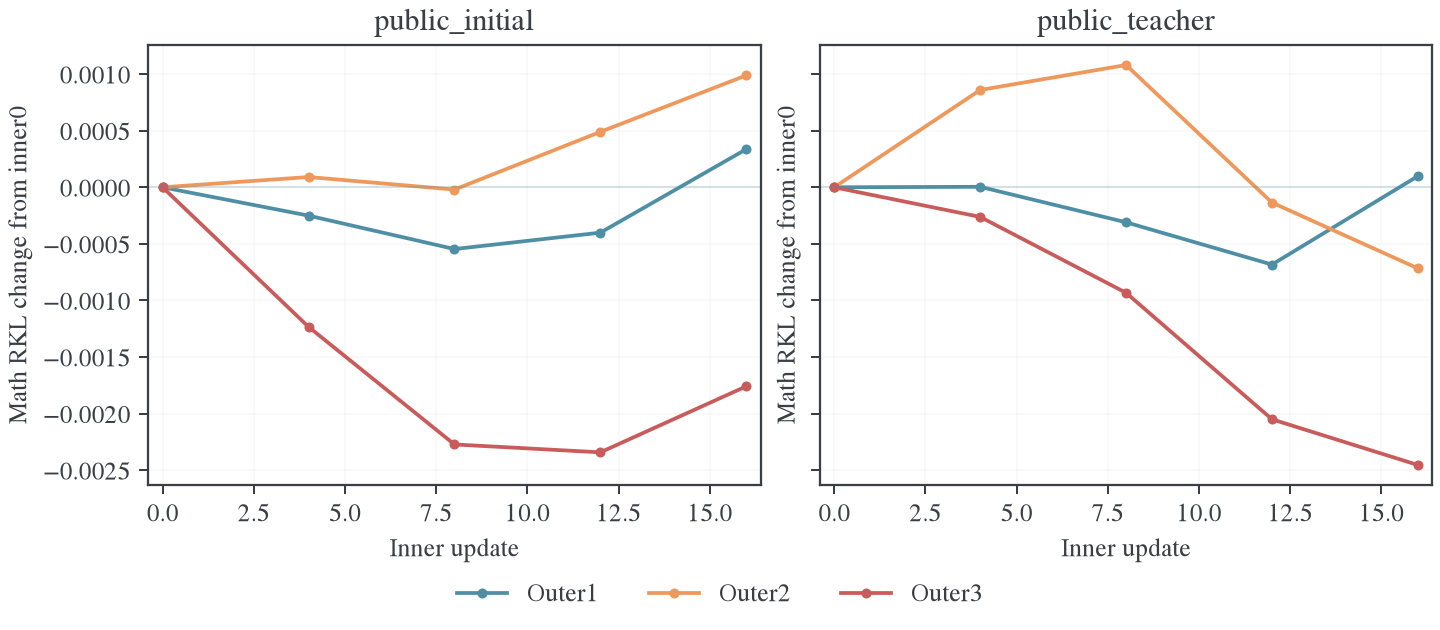 public_initial
public_teacher
Math RKL change from inner0
0.0010
0.0005
0.0000
−0.0005
−0.0010
−0.0015
−0.0020
−0.0025
0.0 2.5 5.0 7.5 10.0 12.5 15.0
Inner update
Math RKL change from inner0
0.0 2.5 5.0 7.5 10.0 12.5 15.0
Inner update
Outer1 Outer2 Outer3